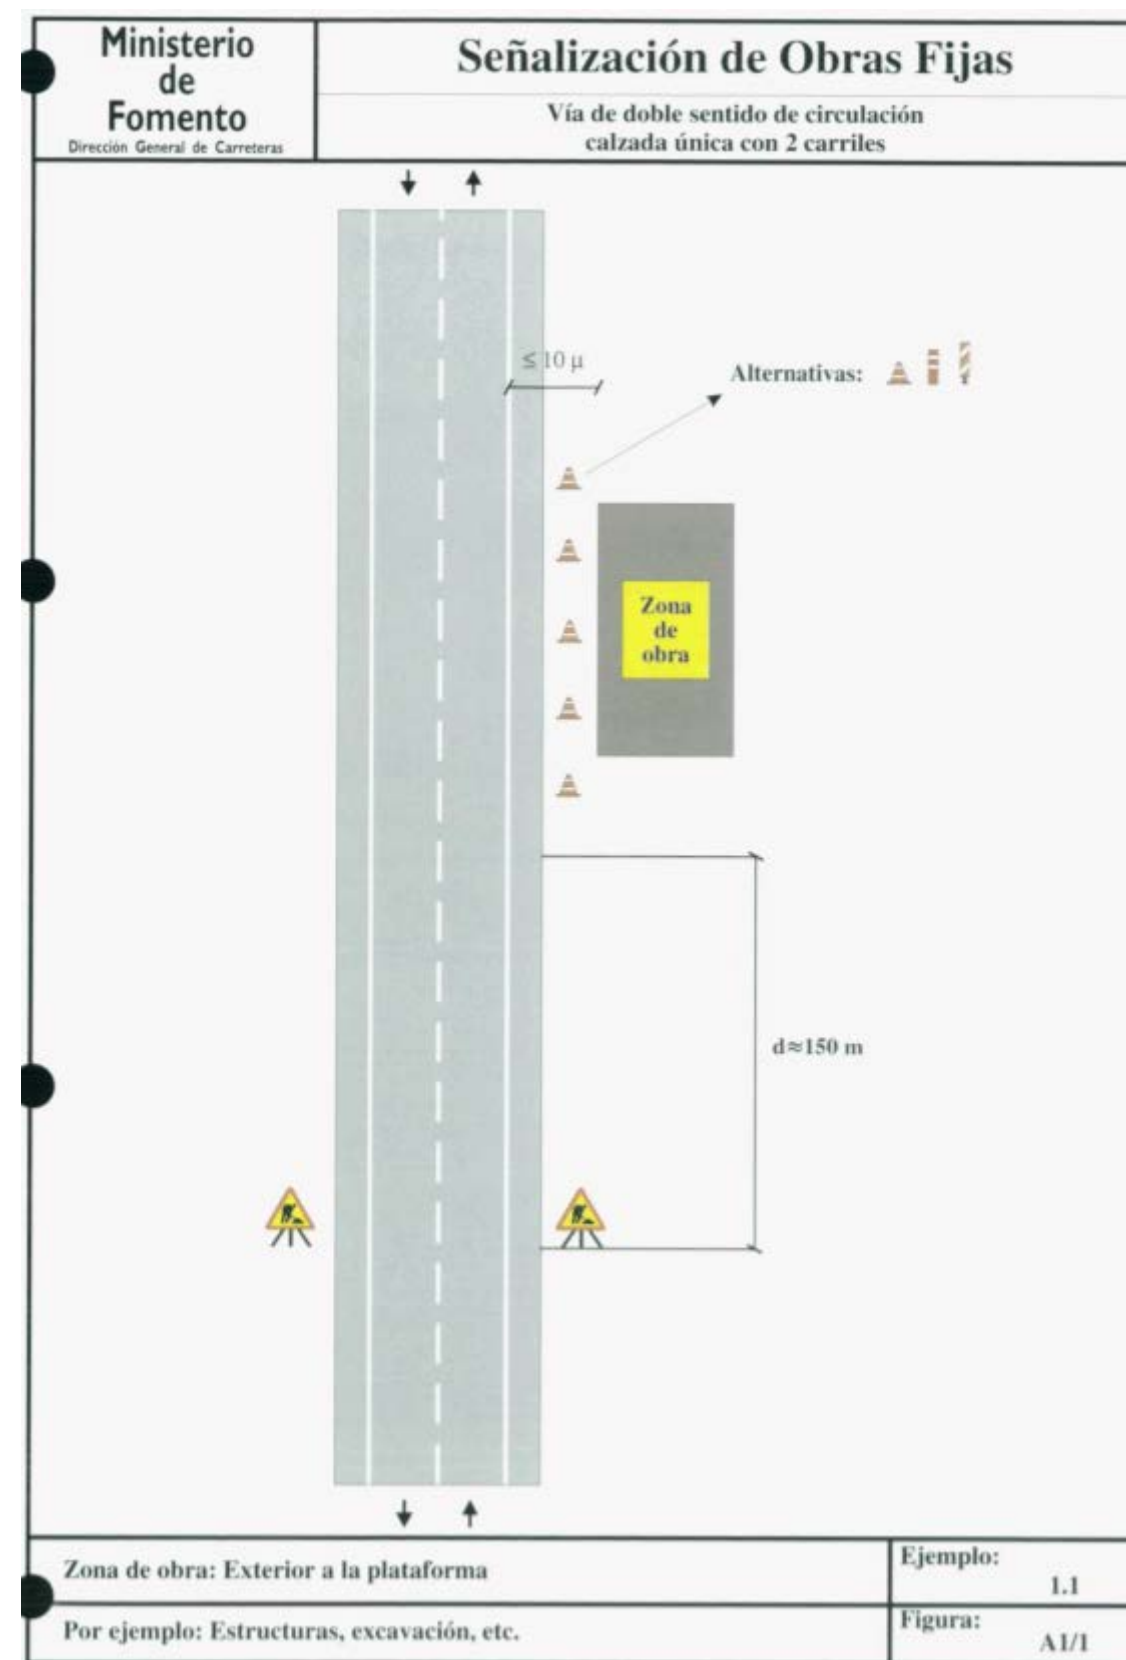 Ministerio
de
Fomento
Dirección General de Carreteras
Señalización de Obras Fijas
Vía de doble sentido de circulación
calzada única con 2 carriles
≤ 10 μ
Alternativas:
Zona
de
obra
d≈150 m
Zona de obra: Exterior a la plataforma
Ejemplo:
1.1
Por ejemplo: Estructuras, excavación, etc.
Figura:
A1/1